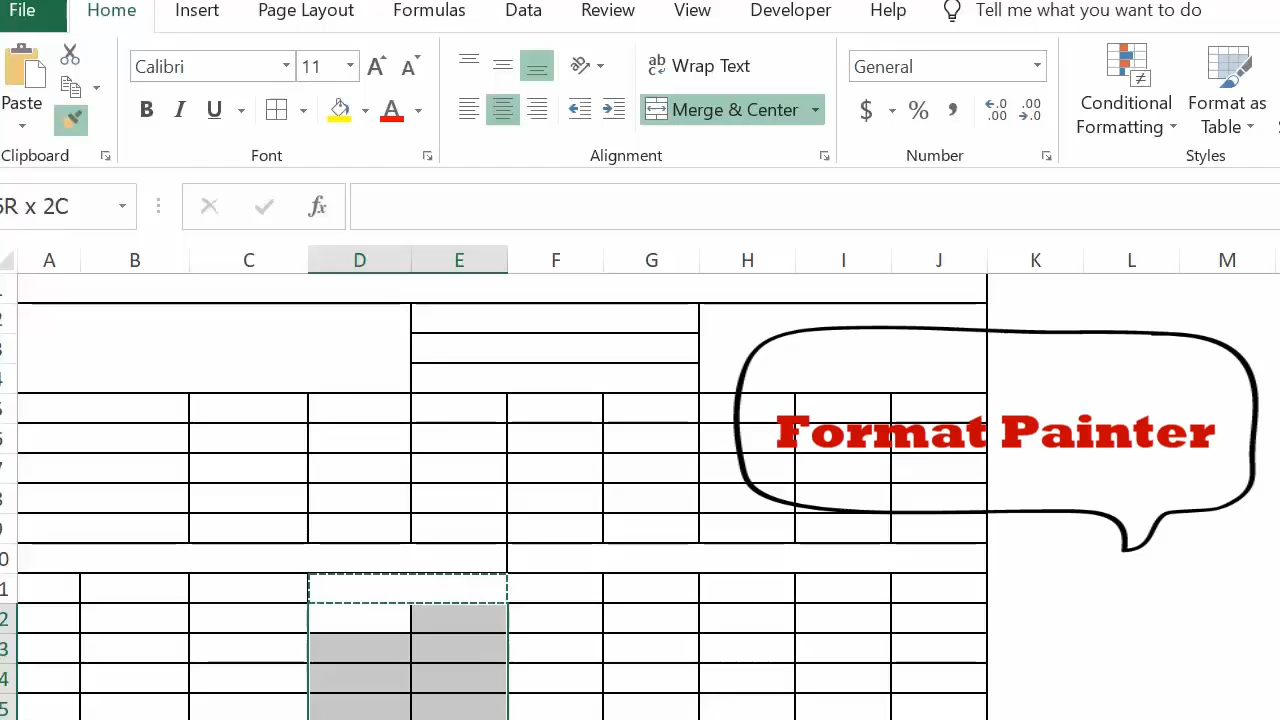 File Home Insert Page Layout Formulas Data Review View Developer Help Tell me what you want to do
Calibri 11 ab Wrap Text General
Paste Conditional Format as
B I U A Merge & Center $ % , Formatting Table
Clipboard Font Alignment Number Styles
R x 2C fx
A B C D E F G H I J K L M
Format Painter